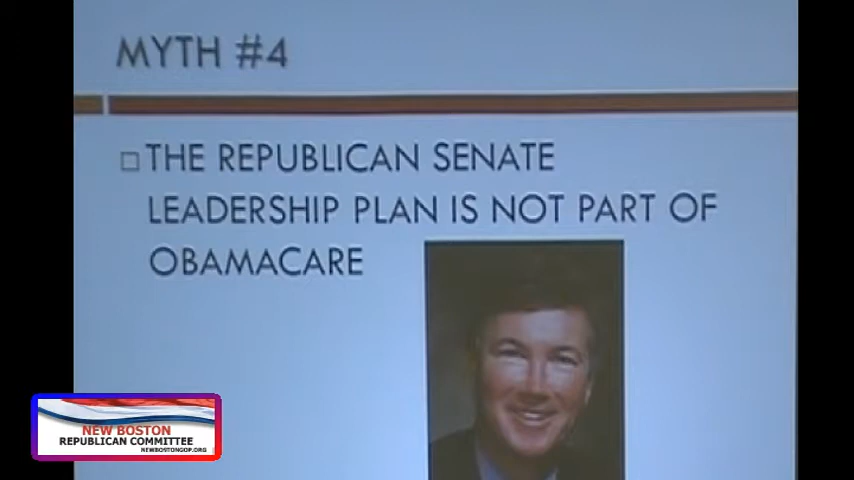 MYTH #4
THE REPUBLICAN SENATE
LEADERSHIP PLAN IS NOT PART OF
OBAMACARE
NEW BOSTON
REPUBLICAN COMMITTEE
NEWBOSTONGOP.ORG